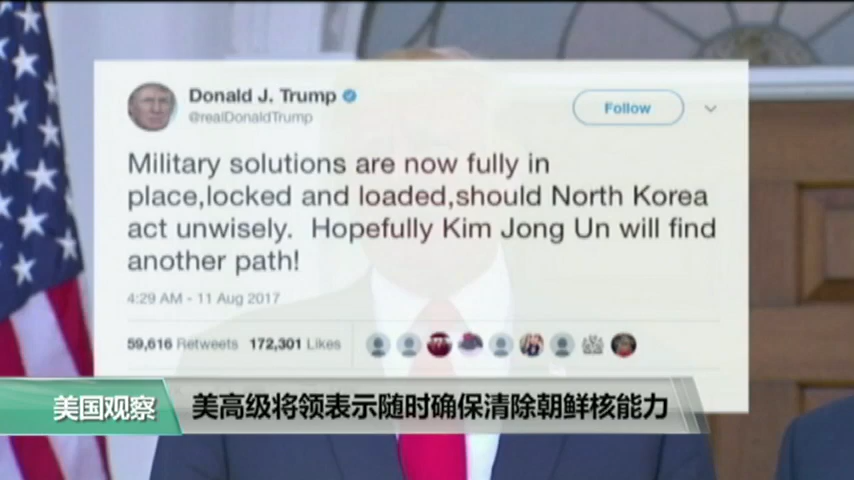 Donald J. Trump
@realDonaldTrump
Follow
Military solutions are now fully in
place,locked and loaded,should North Korea
act unwisely. Hopefully Kim Jong Un will find
another path!
4:29 AM - 11 Aug 2017
59,616 Retweets 172,301 Likes
美国观察
美高级将领表示随时确保清除朝鲜核能力